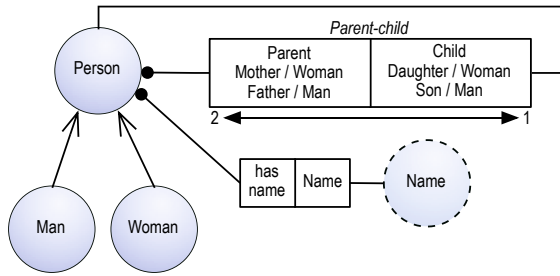 Parent-child
Person
Parent
Mother / Woman
Father / Man
Child
Daughter / Woman
Son / Man
2
1
has
name
Name
Name
Man
Woman